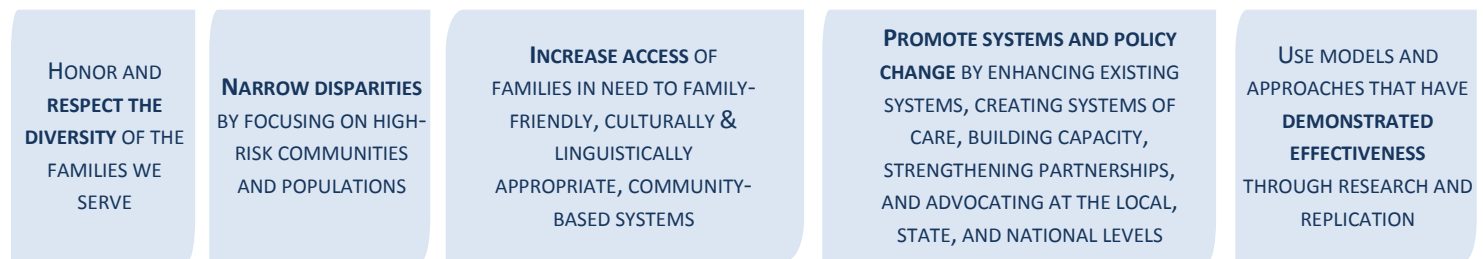 HONOR AND
RESPECT THE
DIVERSITY OF THE
FAMILIES WE
SERVE
NARROW DISPARITIES
BY FOCUSING ON HIGH-
RISK COMMUNITIES
AND POPULATIONS
INCREASE ACCESS OF
FAMILIES IN NEED TO FAMILY-
FRIENDLY, CULTURALLY &
LINGUISTICALLY
APPROPRIATE, COMMUNITY-
BASED SYSTEMS
PROMOTE SYSTEMS AND POLICY
CHANGE BY ENHANCING EXISTING
SYSTEMS, CREATING SYSTEMS OF
CARE, BUILDING CAPACITY,
STRENGTHENING PARTNERSHIPS,
AND ADVOCATING AT THE LOCAL,
STATE, AND NATIONAL LEVELS
USE MODELS AND
APPROACHES THAT HAVE
DEMONSTRATED
EFFECTIVENESS
THROUGH RESEARCH AND
REPLICATION